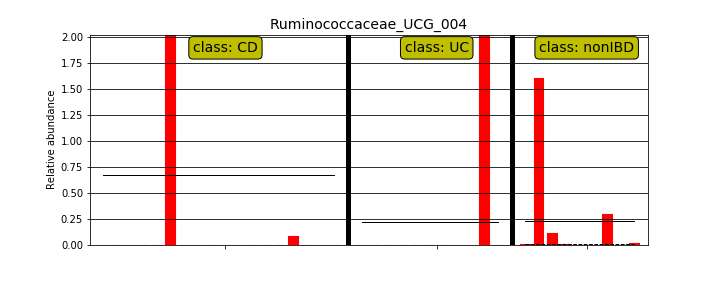 Ruminococcaceae_UCG_004
class: CD
class: UC
class: nonIBD
Relative abundance
2.00
1.75
1.50
1.25
1.00
0.75
0.50
0.25
0.00